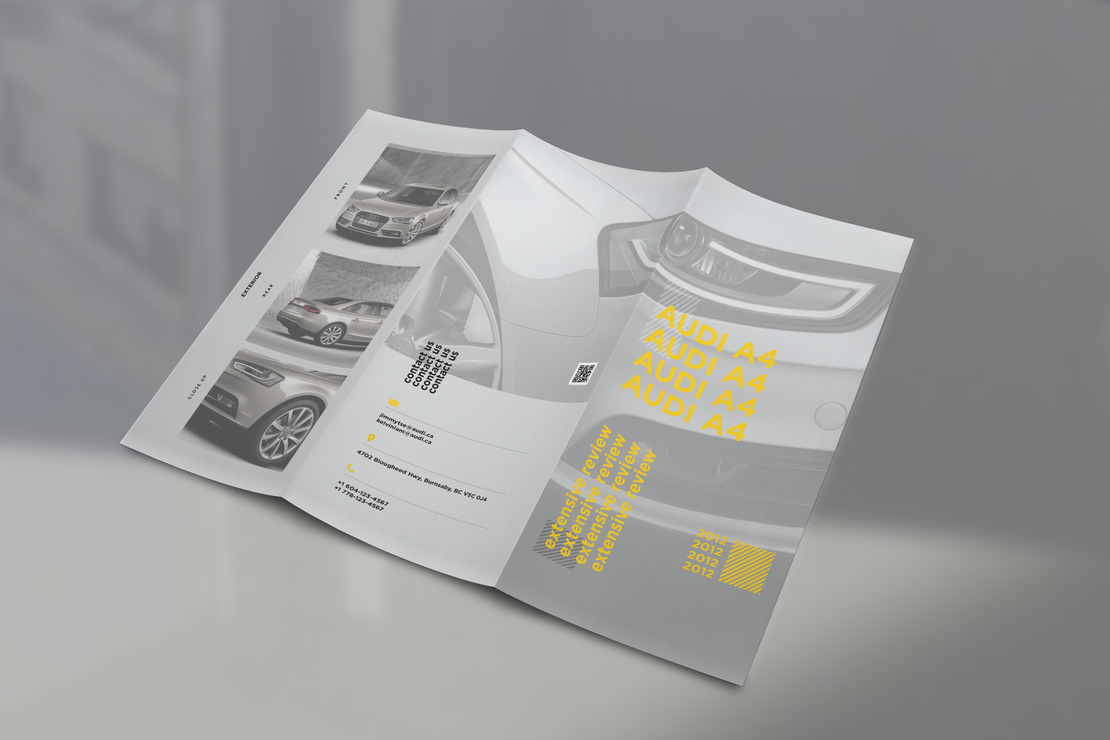 FRONT
EXTERIOR
REAR
CLOSE UP
contact us
contact us
contact us
contact us
jimmytse@audi.ca
kelvinlam@audi.ca
4702 Blougheed Hwy, Burnsaby, BC V5C 0J4
+1 604-123-4567
+1 778-123-4567
AUDI A4
AUDI A4
AUDI A4
AUDI A4
extensive review
extensive review
extensive review
extensive review
2012
2012
2012
2012